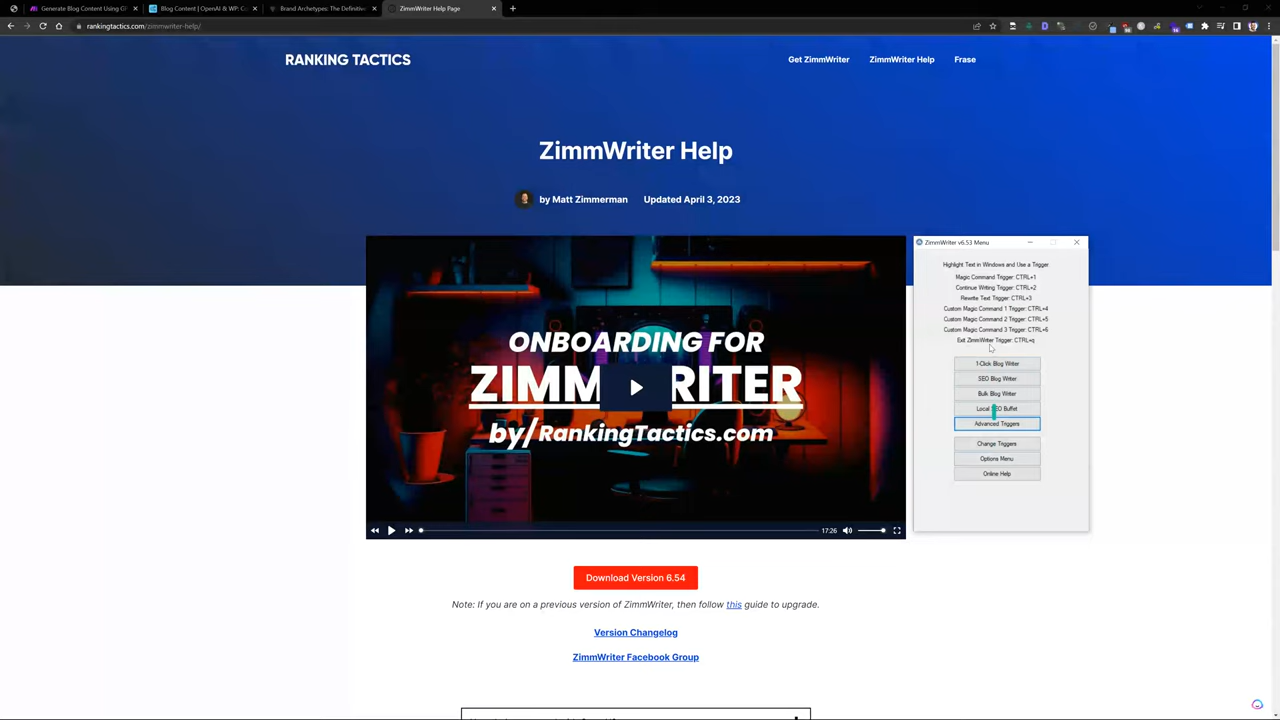 Generate Blog Content Using GP
Blog Content | OpenAI & WP: Co
Brand Archetypes: The Definitive
ZimmWriter Help Page
rankingtactics.com/zimmwriter-help/
RANKING TACTICS
Get ZimmWriter
ZimmWriter Help
Frase
ZimmWriter Help
by Matt Zimmerman
Updated April 3, 2023
ONBOARDING FOR
ZIMM RITER
by/RankingTactics.com
17:26
ZimmWriter v6.53 Menu
Highlight Text in Windows and Use a Trigger
Magic Command Trigger: CTRL+1
Continue Writing Trigger: CTRL+2
Rewrite Text Trigger: CTRL+3
Custom Magic Command 1 Trigger: CTRL+4
Custom Magic Command 2 Trigger: CTRL+5
Custom Magic Command 3 Trigger: CTRL+6
Exit ZimmWriter Trigger: CTRL+q
1-Click Blog Writer
SEO Blog Writer
Bulk Blog Writer
Local SEO Buffet
Advanced Triggers
Change Triggers
Options Menu
Online Help
Download Version 6.54
Note: If you are on a previous version of ZimmWriter, then follow this guide to upgrade.
Version Changelog
ZimmWriter Facebook Group